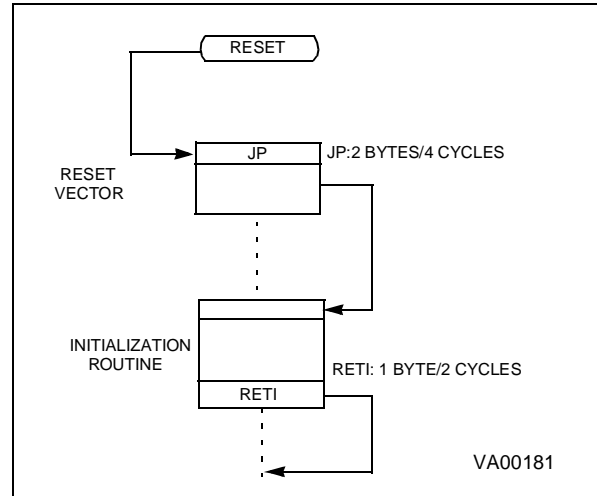 RESET
JP
JP:2 BYTES/4 CYCLES
RESET
VECTOR
INITIALIZATION
ROUTINE
RETI: 1 BYTE/2 CYCLES
RETI
VA00181